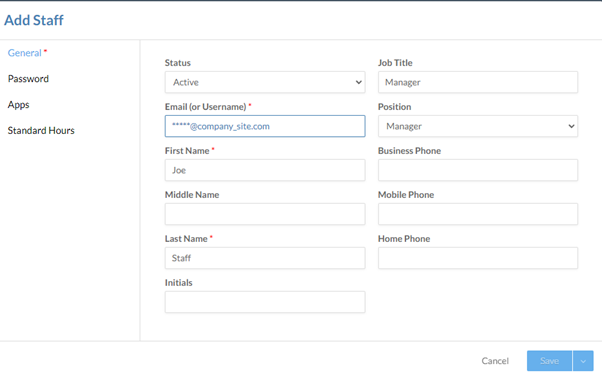 Add Staff
General *
Password
Apps
Standard Hours
Status
Active
Email (or Username) *
*****@company_site.com
First Name *
Joe
Middle Name
Last Name *
Staff
Initials
Job Title
Manager
Position
Manager
Business Phone
Mobile Phone
Home Phone
Cancel
Save